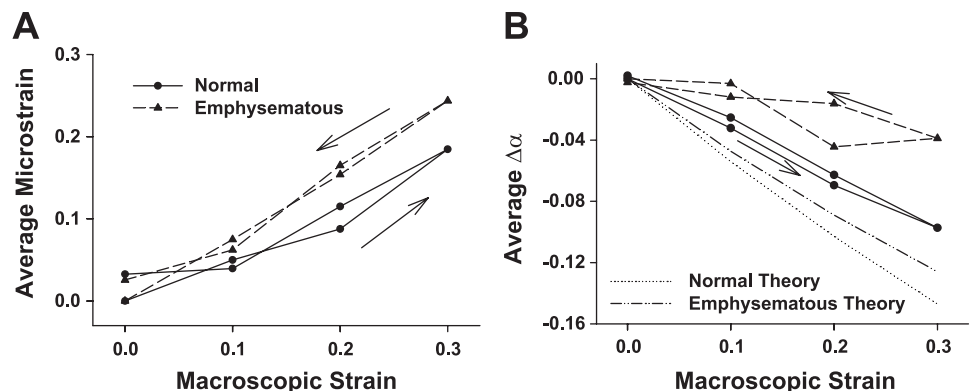 A
0.3
0.2
0.1
0.0
Average Microstrain
Normal
Emphysematous
0.0 0.1 0.2 0.3
Macroscopic Strain
B
0.00
-0.04
-0.08
-0.12
-0.16
Average Δα
Normal Theory
Emphysematous Theory
0.0 0.1 0.2 0.3
Macroscopic Strain